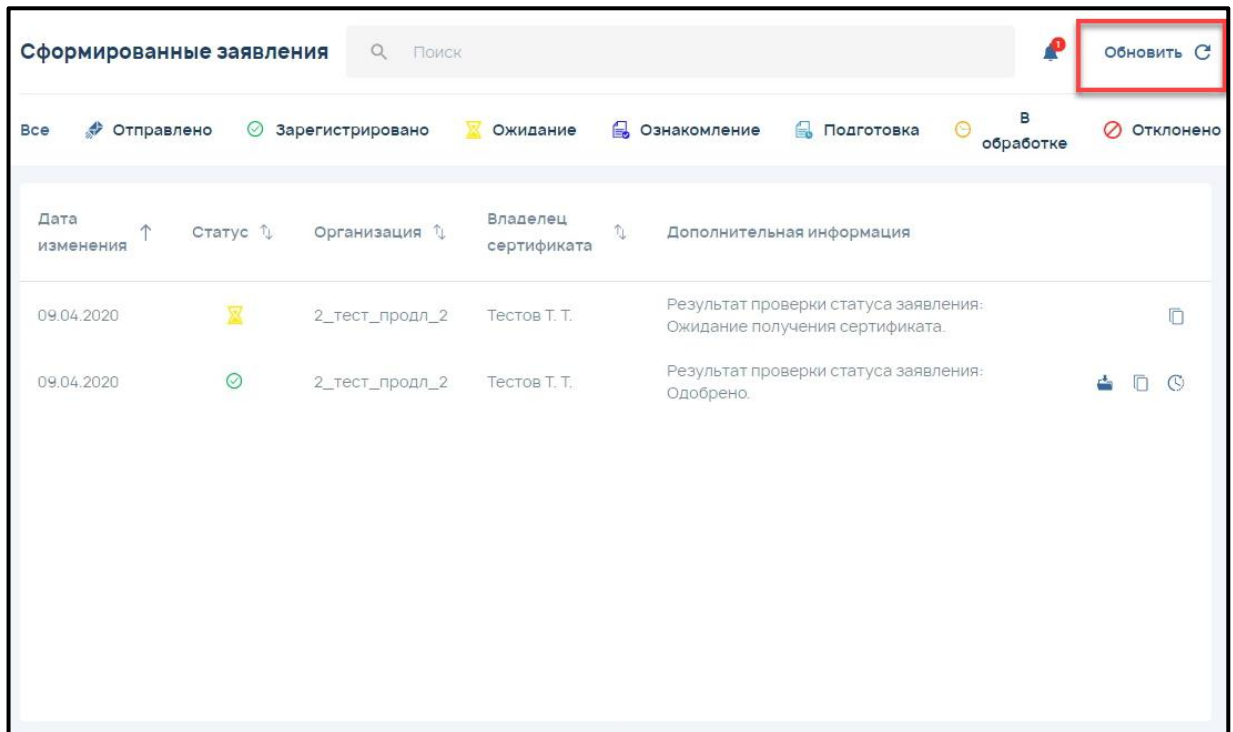 Сформированные заявления Поиск 1 Обновить
Все Отправлено Зарегистрировано Ожидание Ознакомление Подготовка В обработке Отклонено
Дата изменения Статус Организация Владелец сертификата Дополнительная информация
09.04.2020 2_тест_продл_2 Тестов Т. Т. Результат проверки статуса заявления:
Ожидание получения сертификата.
09.04.2020 2_тест_продл_2 Тестов Т. Т. Результат проверки статуса заявления:
Одобрено.